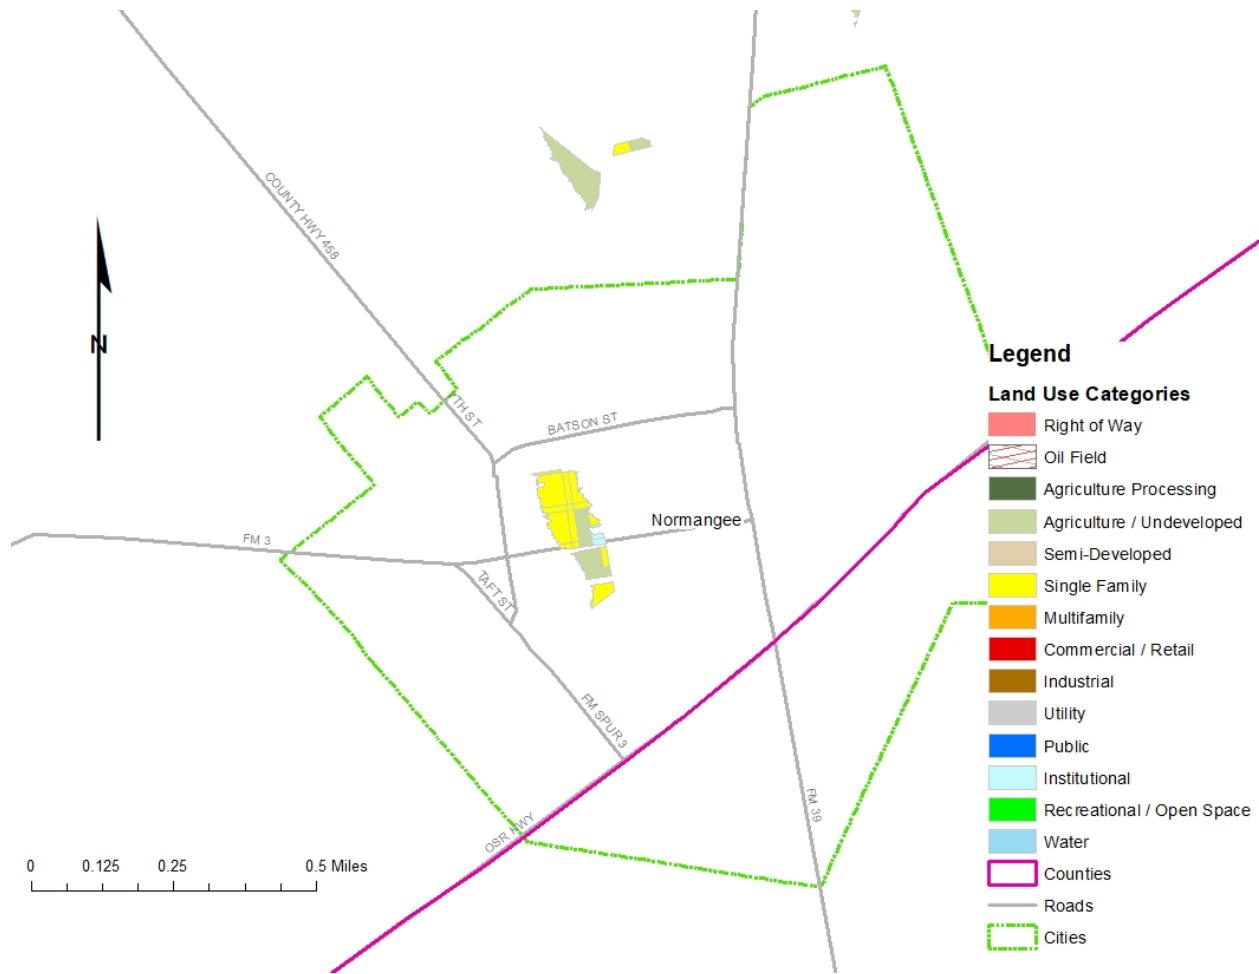 COUNTY HWY 458
N
TH ST
BATSON ST
Normangee
FM 3
TAFT ST
FM SPUR 3
OSR HWY
FM 39
0 0.125 0.25 0.5 Miles
Legend
Land Use Categories
Right of Way
Oil Field
Agriculture Processing
Agriculture / Undeveloped
Semi-Developed
Single Family
Multifamily
Commercial / Retail
Industrial
Utility
Public
Institutional
Recreational / Open Space
Water
Counties
Roads
Cities